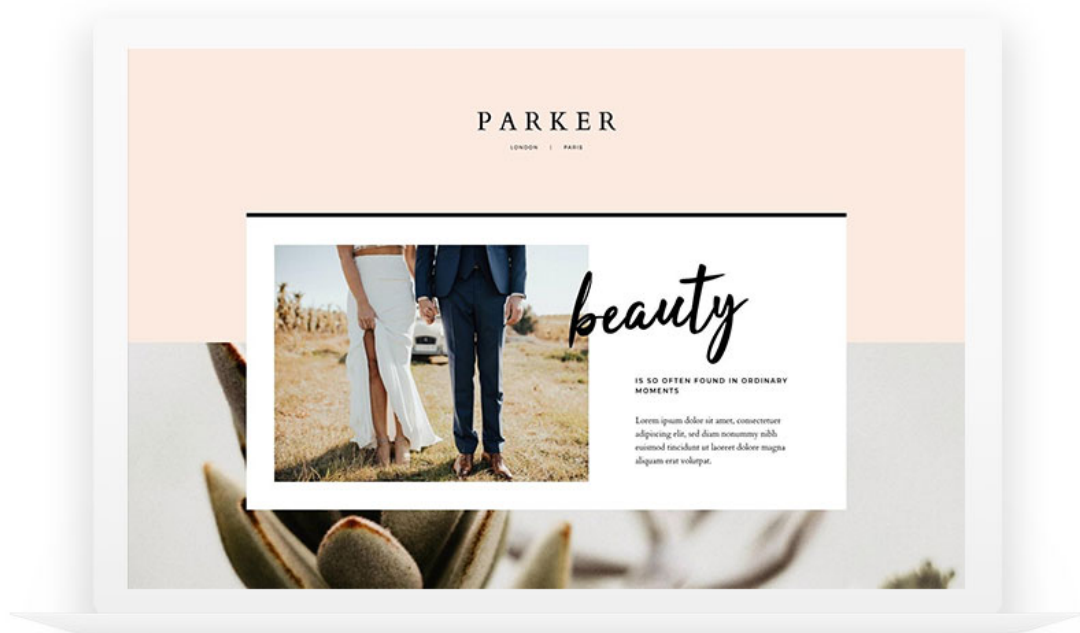 PARKER
LONDON | PARIS
beauty
IS SO OFTEN FOUND IN ORDINARY
MOMENTS
Lorem ipsum dolor sit amet, consectetuer
adipiscing elit, sed diam nonummy nibh
euismod tincidunt ut laoreet dolore magna
aliquam erat volutpat.